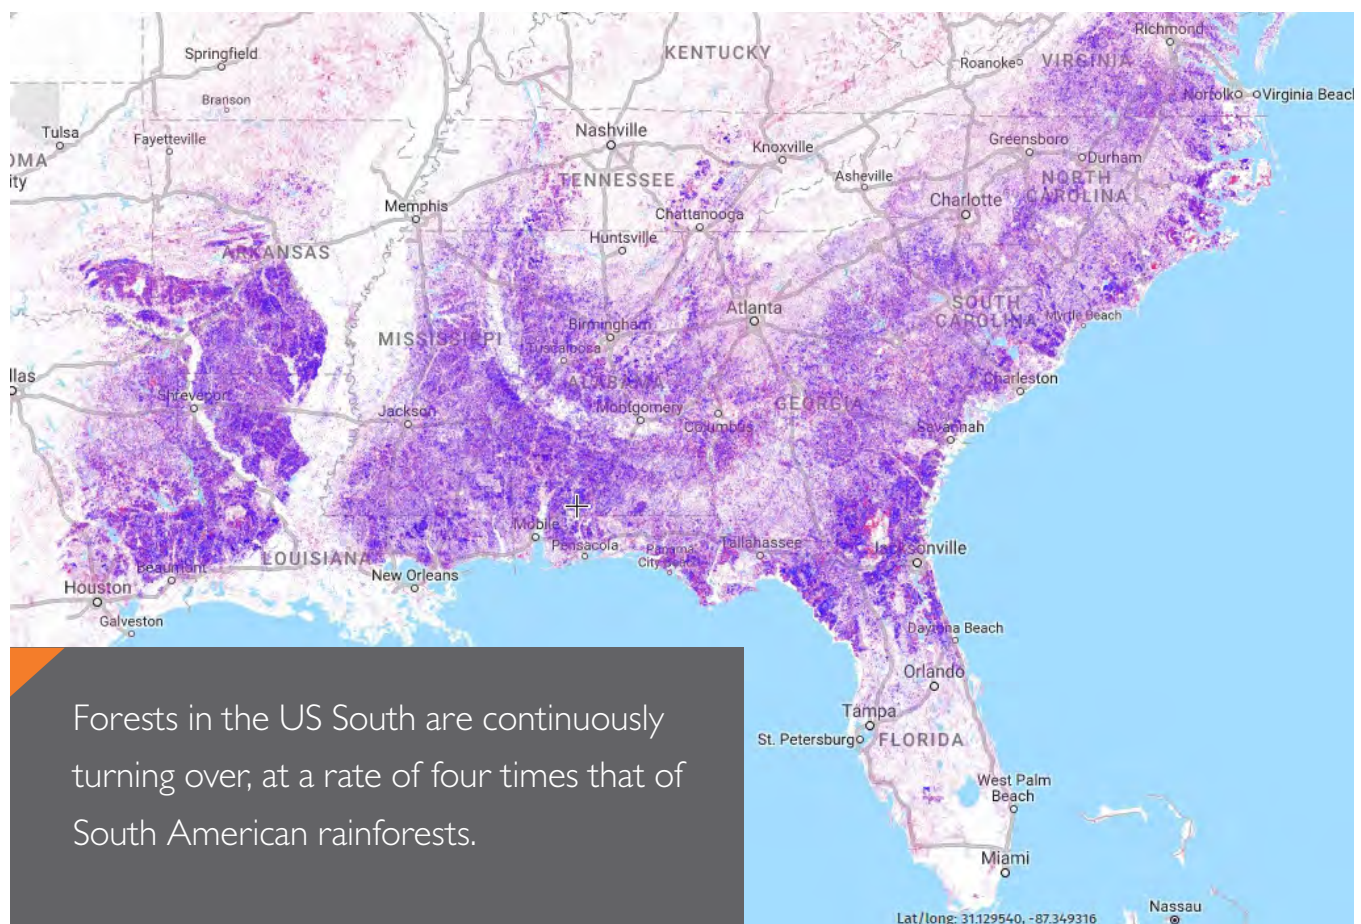 Richmond
Springfield
KENTUCKY
Roanoke
VIRGINIA
Branson
Norfolk
Virginia Beach
Tulsa
Fayetteville
Nashville
Knoxville
Greensboro
Durham
OMA
ity
TENNESSEE
Asheville
NORTH
CAROLINA
Memphis
Chattanooga
Charlotte
Huntsville
ARKANSAS
Atlanta
SOUTH
CAROLINA
Myrtle Beach
Birmingham
MISSISSIPPI
Tuscaloosa
llas
ALABAMA
Charleston
Shreveport
Jackson
Montgomery
GEORGIA
Columbus
Savannah
Mobile
Pensacola
Panama
City Beach
Tallahassee
Jacksonville
LOUISIANA
Beaumont
New Orleans
Houston
Galveston
Daytona Beach
Orlando
Tampa
St. Petersburg
FLORIDA
West Palm
Beach
Miami
Nassau
Lat/long: 31.129540, -87.349316
Forests in the US South are continuously
turning over, at a rate of four times that of
South American rainforests.